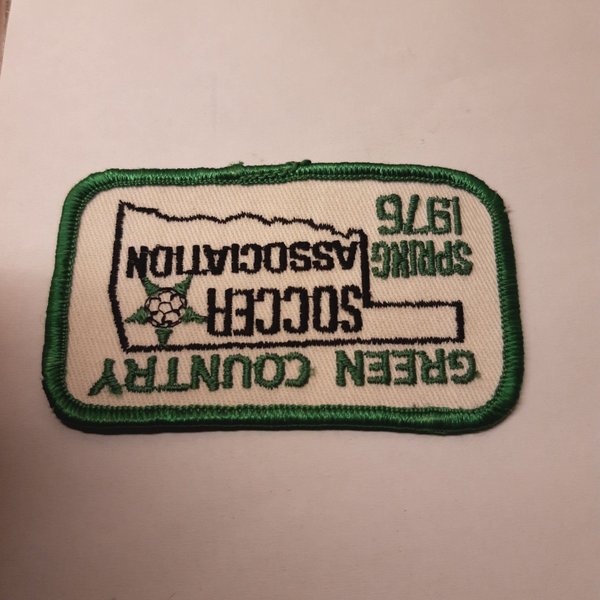 GREEN COUNTRY
SOCCER
SPRING ASSOCIATION
1976